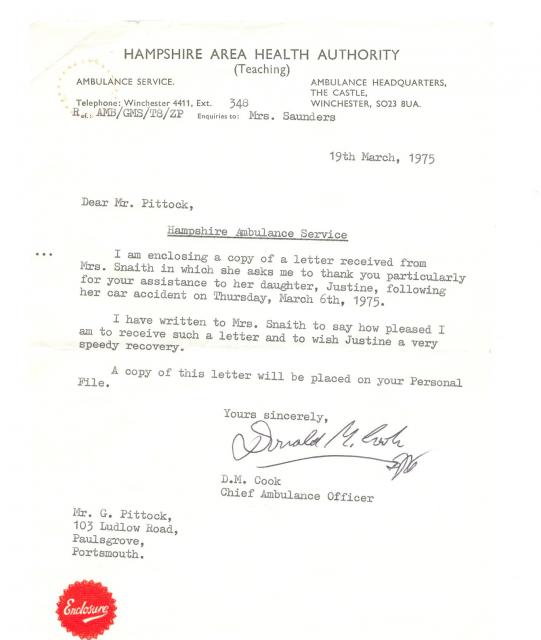 HAMPSHIRE AREA HEALTH AUTHORITY
(Teaching)
AMBULANCE SERVICE.
AMBULANCE HEADQUARTERS,
THE CASTLE,
WINCHESTER, SO23 8UA.
Telephone: Winchester 4411, Ext. 348
Ref.: AMB/GMS/T8/ZP Enquiries to: Mrs. Saunders
19th March, 1975
Dear Mr. Pittock,
Hampshire Ambulance Service
... I am enclosing a copy of a letter received from
Mrs. Snaith in which she asks me to thank you particularly
for your assistance to her daughter, Justine, following
her car accident on Thursday, March 6th, 1975.
I have written to Mrs. Snaith to say how pleased I
am to receive such a letter and to wish Justine a very
speedy recovery.
A copy of this letter will be placed on your Personal
File.
Yours sincerely,
Donald M. Cook
D.M. Cook
Chief Ambulance Officer
Mr. G. Pittock,
103 Ludlow Road,
Paulsgrove,
Portsmouth.
Enclosure